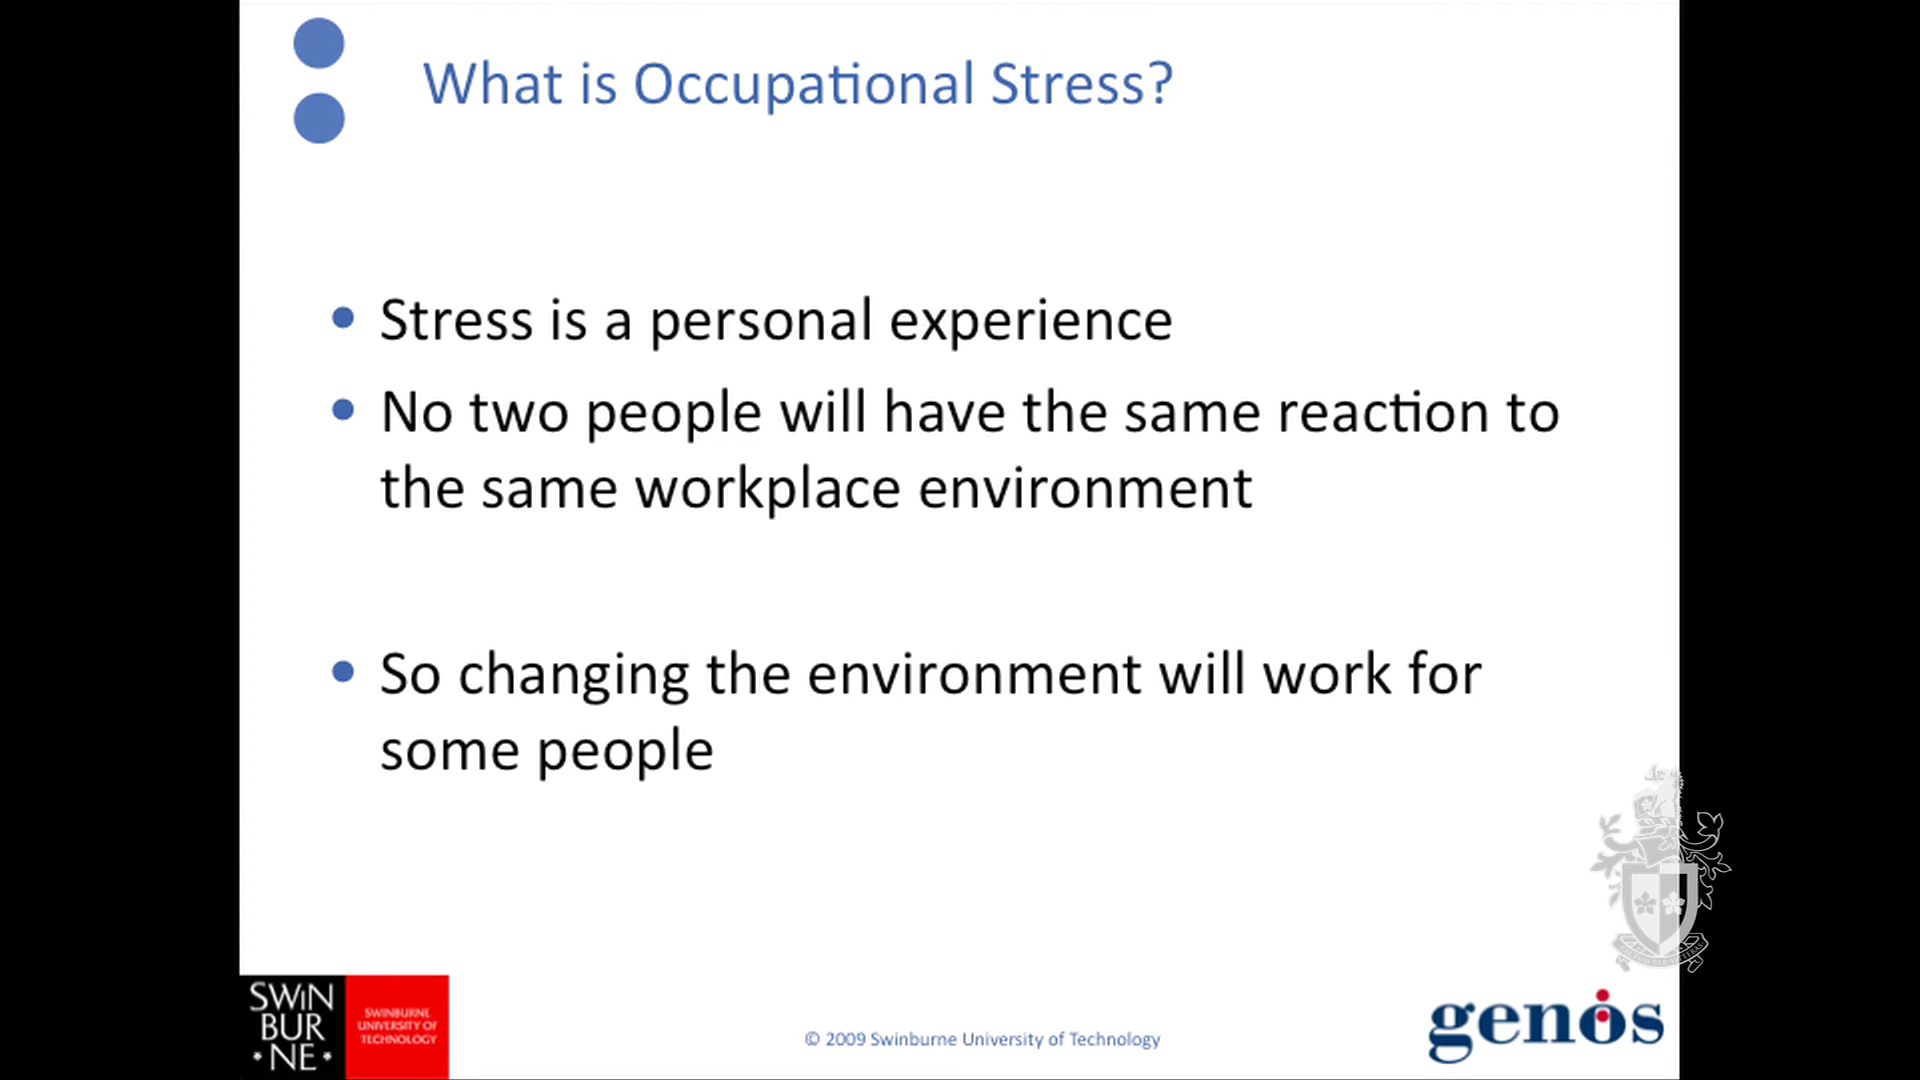 What is Occupational Stress?
• Stress is a personal experience
• No two people will have the same reaction to
the same workplace environment
• So changing the environment will work for
some people
SWIN
BUR
• NE •
SWINBURNE
UNIVERSITY OF
TECHNOLOGY
© 2009 Swinburne University of Technology
genos